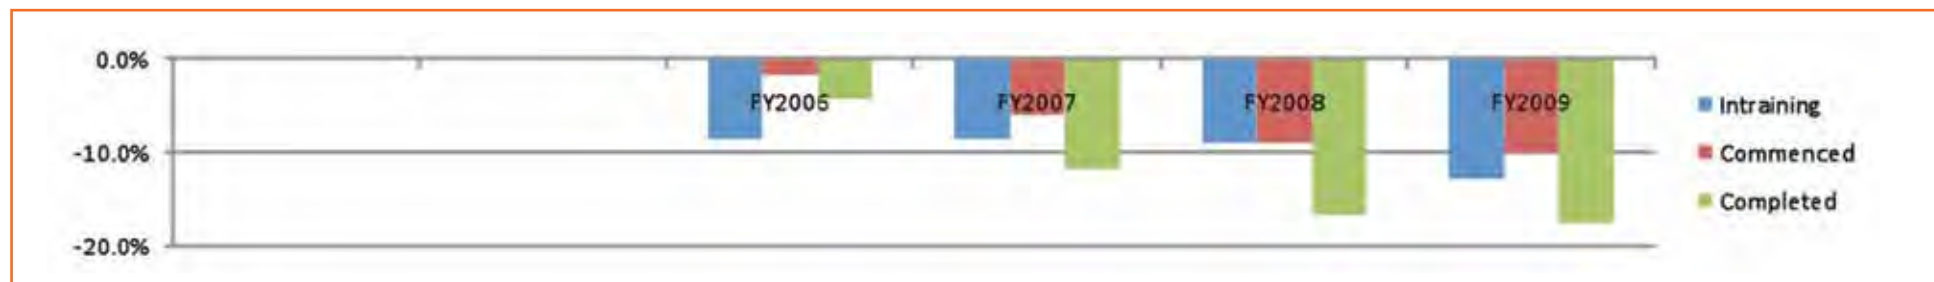 0.0%
FY2006 FY2007 FY2008 FY2009
Intraining
-10.0%
Commenced
Completed
-20.0%